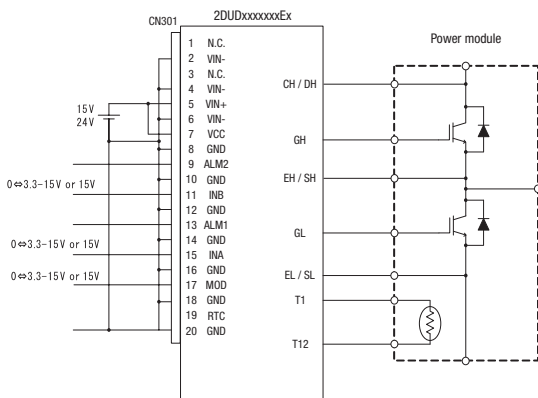 2DUDxxxxxxxEx
CN301
Power module
1 N.C.
2 VIN-
3 N.C.
4 VIN-
5 VIN+
6 VIN-
7 VCC
8 GND
9 ALM2
10 GND
11 INB
12 GND
13 ALM1
14 GND
15 INA
16 GND
17 MOD
18 GND
19 RTC
20 GND
15V
24V
0⇔3.3-15V or 15V
0⇔3.3-15V or 15V
0⇔3.3-15V or 15V
CH / DH
GH
EH / SH
GL
EL / SL
T1
T12